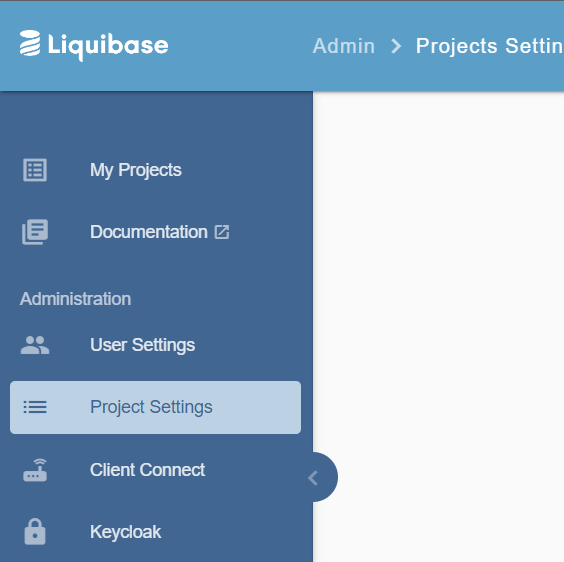 Liquibase
Admin > Projects Settin
My Projects
Documentation
Administration
User Settings
Project Settings
Client Connect
Keycloak